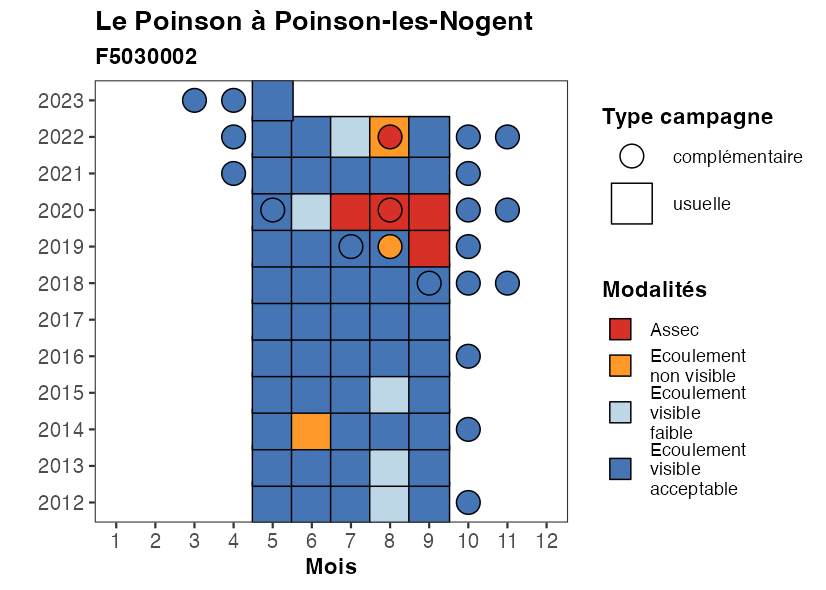 Le Poinson à Poinson-les-Nogent
F5030002
2023
2022
2021
2020
2019
2018
2017
2016
2015
2014
2013
2012
1 2 3 4 5 6 7 8 9 10 11 12
Mois
Type campagne
complémentaire
usuelle
Modalités
Assec
Ecoulement
non visible
Ecoulement
visible
faible
Ecoulement
visible
acceptable